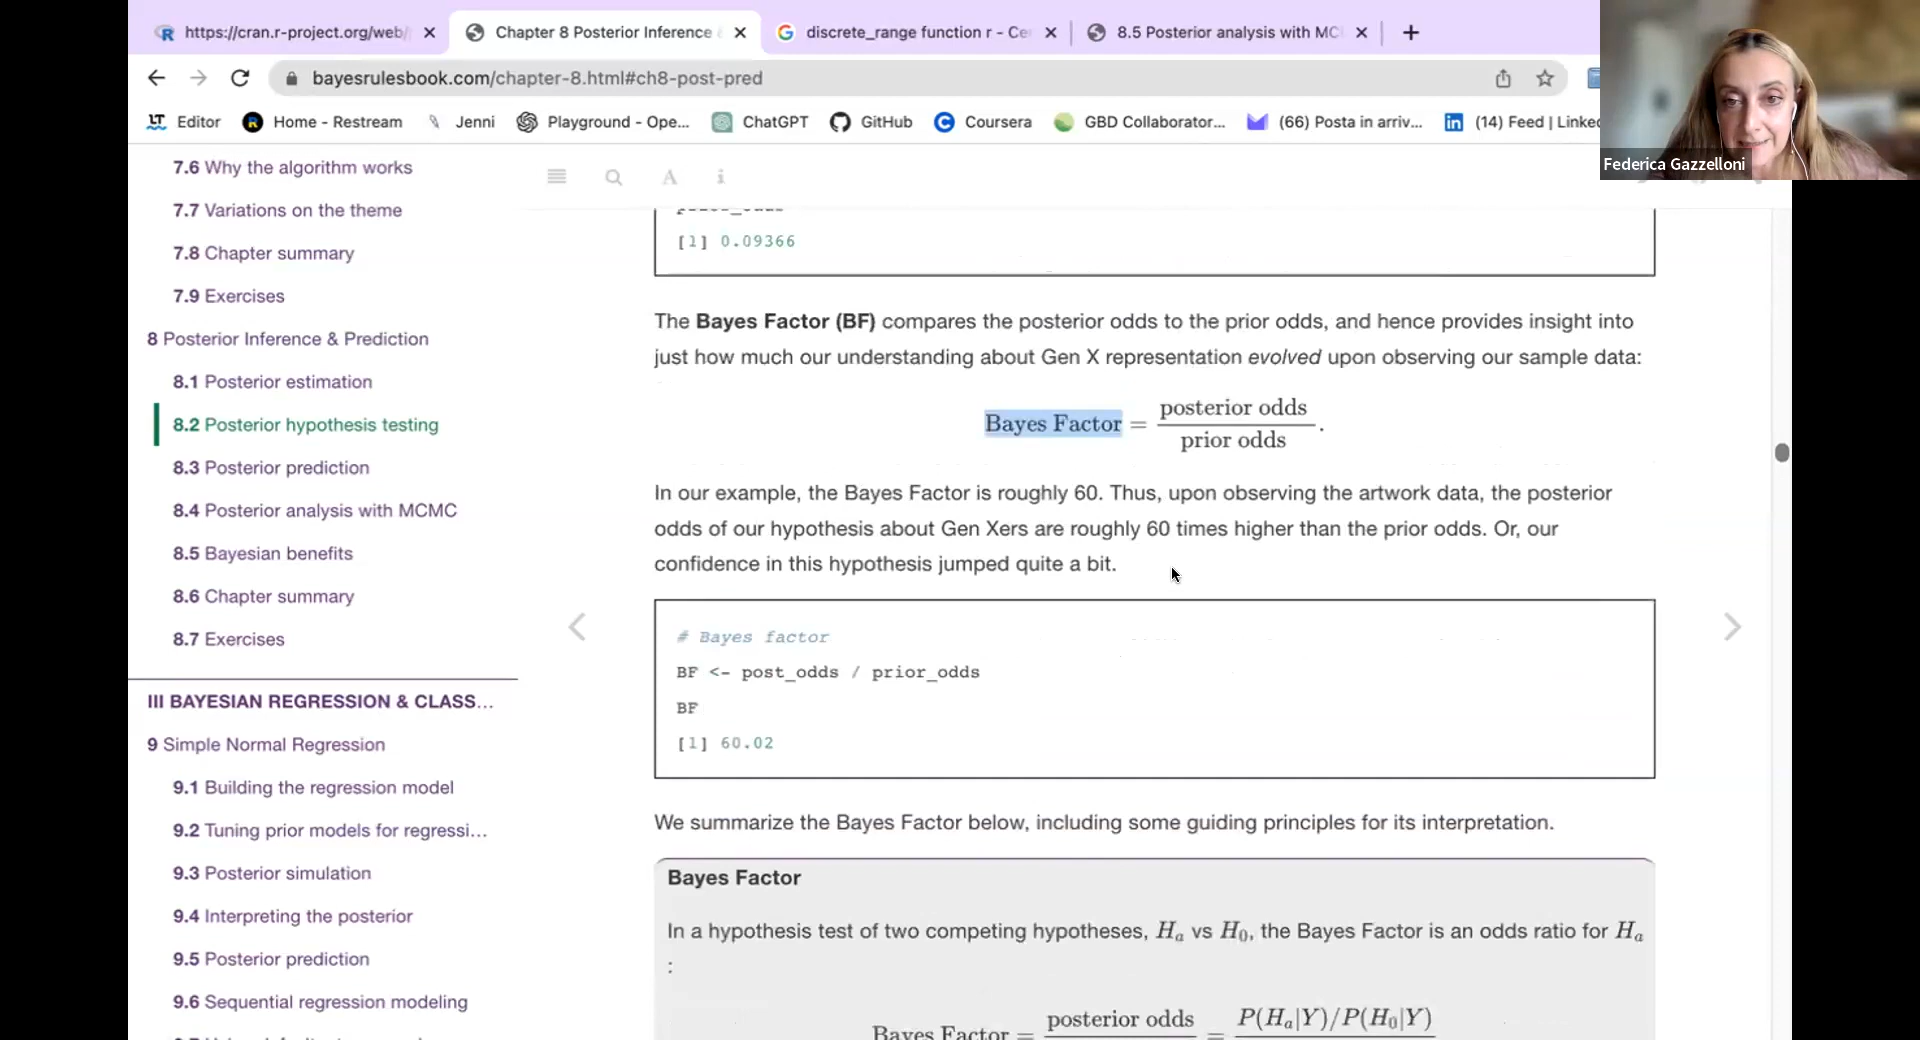 https://cran.r-project.org/web/
Chapter 8 Posterior Inference
discrete_range function r - Ce
8.5 Posterior analysis with MC
bayesrulesbook.com/chapter-8.html#ch8-post-pred
Editor
Home - Restream
Jenni
Playground - Ope...
ChatGPT
GitHub
Coursera
GBD Collaborator...
(66) Posta in arriv...
(14) Feed | Linke
Federica Gazzelloni
7.6 Why the algorithm works
7.7 Variations on the theme
7.8 Chapter summary
7.9 Exercises
8 Posterior Inference & Prediction
8.1 Posterior estimation
8.2 Posterior hypothesis testing
8.3 Posterior prediction
8.4 Posterior analysis with MCMC
8.5 Bayesian benefits
8.6 Chapter summary
8.7 Exercises
III BAYESIAN REGRESSION & CLASS...
9 Simple Normal Regression
9.1 Building the regression model
9.2 Tuning prior models for regressi...
9.3 Posterior simulation
9.4 Interpreting the posterior
9.5 Posterior prediction
9.6 Sequential regression modeling
[1] 0.09366
The Bayes Factor (BF) compares the posterior odds to the prior odds, and hence provides insight into
just how much our understanding about Gen X representation evolved upon observing our sample data:
Bayes Factor = posterior odds / prior odds.
In our example, the Bayes Factor is roughly 60. Thus, upon observing the artwork data, the posterior
odds of our hypothesis about Gen Xers are roughly 60 times higher than the prior odds. Or, our
confidence in this hypothesis jumped quite a bit.
# Bayes factor
BF <- post_odds / prior_odds
BF
[1] 60.02
We summarize the Bayes Factor below, including some guiding principles for its interpretation.
Bayes Factor
In a hypothesis test of two competing hypotheses, Hₐ vs H₀, the Bayes Factor is an odds ratio for Hₐ
:
Bayes Factor = posterior odds = P(Hₐ|Y)/P(H₀|Y)